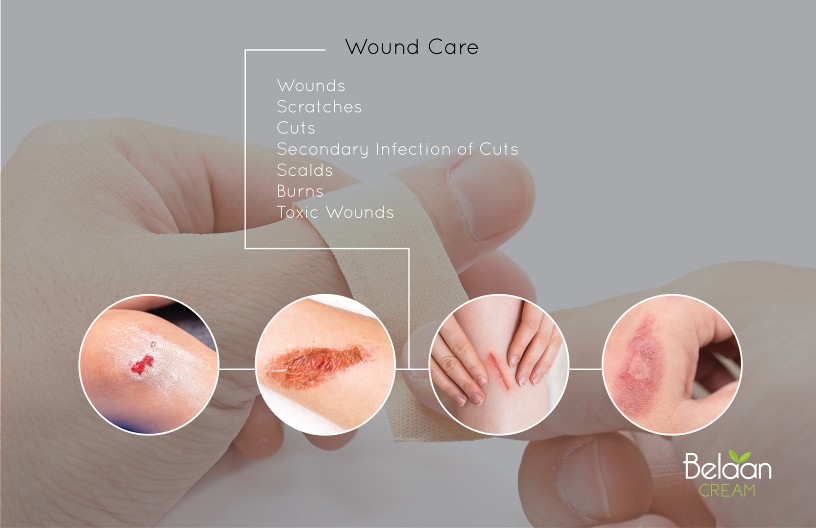 Wound Care
Wounds
Scratches
Cuts
Secondary Infection of Cuts
Scalds
Burns
Toxic Wounds
Belaan
CREAM